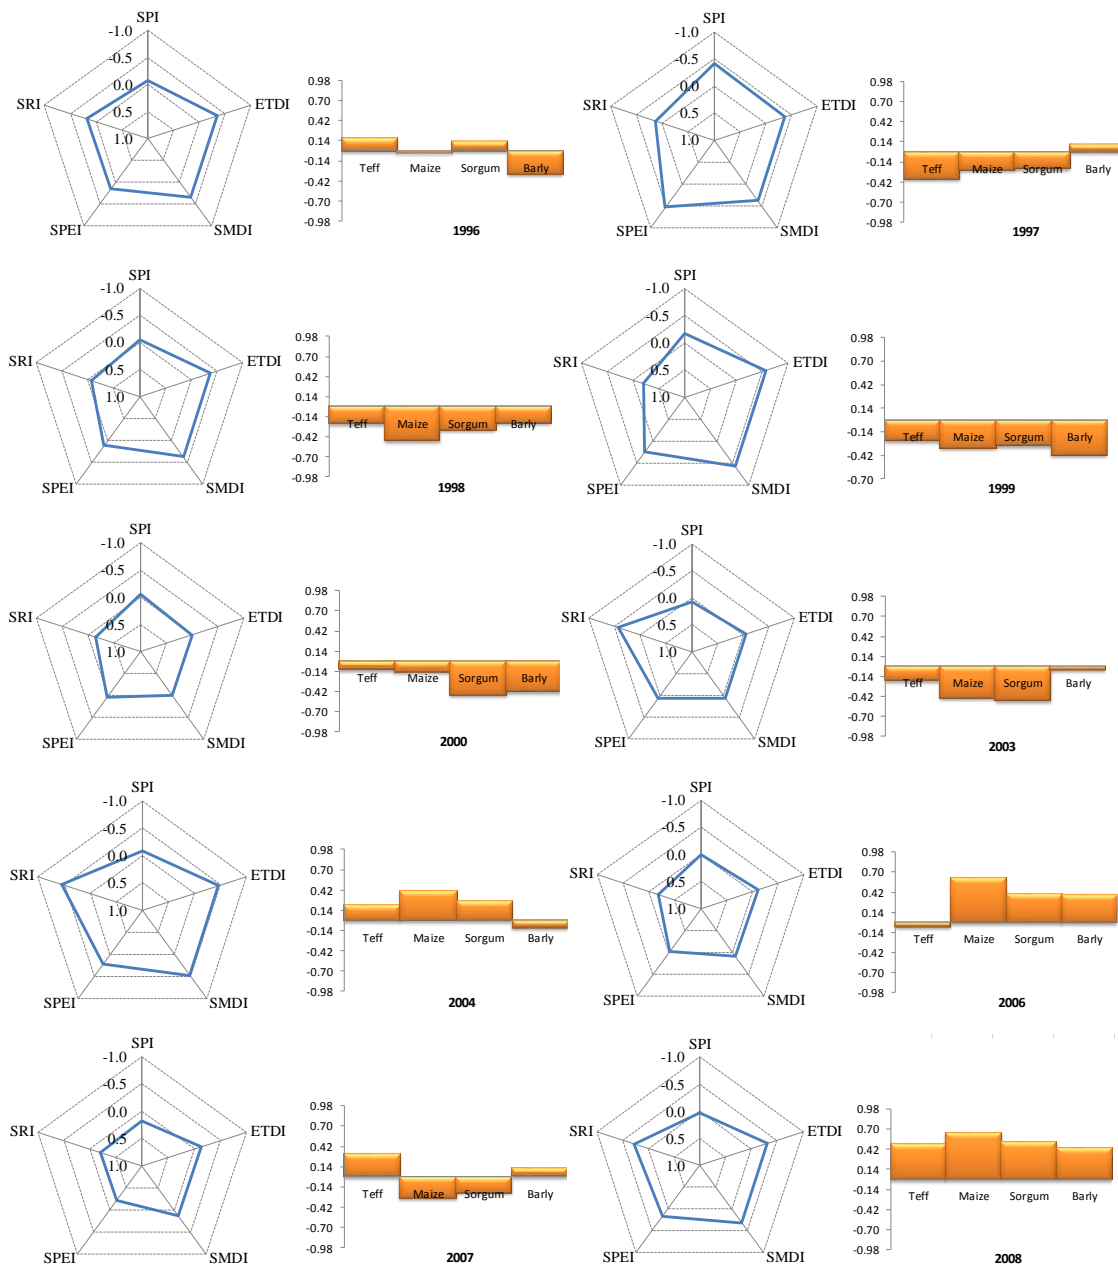 SPI
-1.0
-0.5
0.0
0.5
1.0
SRI
ETDI
SPEI
SMDI
0.98
0.70
0.42
0.14
-0.14
-0.42
-0.70
-0.98
Teff Maize Sorgum Barly
1996
SPI
-1.0
-0.5
0.0
0.5
1.0
SRI
ETDI
SPEI
SMDI
0.98
0.70
0.42
0.14
-0.14
-0.42
-0.70
-0.98
Teff Maize Sorgum Barly
1997
SPI
-1.0
-0.5
0.0
0.5
1.0
SRI
ETDI
SPEI
SMDI
0.98
0.70
0.42
0.14
-0.14
-0.42
-0.70
-0.98
Teff Maize Sorgum Barly
1998
SPI
-1.0
-0.5
0.0
0.5
1.0
SRI
ETDI
SPEI
SMDI
0.98
0.70
0.42
0.14
-0.14
-0.42
-0.70
Teff Maize Sorgum Barly
1999
SPI
-1.0
-0.5
0.0
0.5
1.0
SRI
ETDI
SPEI
SMDI
0.98
0.70
0.42
0.14
-0.14
-0.42
-0.70
-0.98
Teff Maize Sorgum Barly
2000
SPI
-1.0
-0.5
0.0
0.5
1.0
SRI
ETDI
SPEI
SMDI
0.98
0.70
0.42
0.14
-0.14
-0.42
-0.70
-0.98
Teff Maize Sorgum Barly
2003
SPI
-1.0
-0.5
0.0
0.5
1.0
SRI
ETDI
SPEI
SMDI
0.98
0.70
0.42
0.14
-0.14
-0.42
-0.70
-0.98
Teff Maize Sorgum Barly
2004
SPI
-1.0
-0.5
0.0
0.5
1.0
SRI
ETDI
SPEI
SMDI
0.98
0.70
0.42
0.14
-0.14
-0.42
-0.70
-0.98
Teff Maize Sorgum Barly
2006
SPI
-1.0
-0.5
0.0
0.5
1.0
SRI
ETDI
SPEI
SMDI
0.98
0.70
0.42
0.14
-0.14
-0.42
-0.70
-0.98
Teff Maize Sorgum Barly
2007
SPI
-1.0
-0.5
0.0
0.5
1.0
SRI
ETDI
SPEI
SMDI
0.98
0.70
0.42
0.14
-0.14
-0.42
-0.70
-0.98
Teff Maize Sorgum Barly
2008